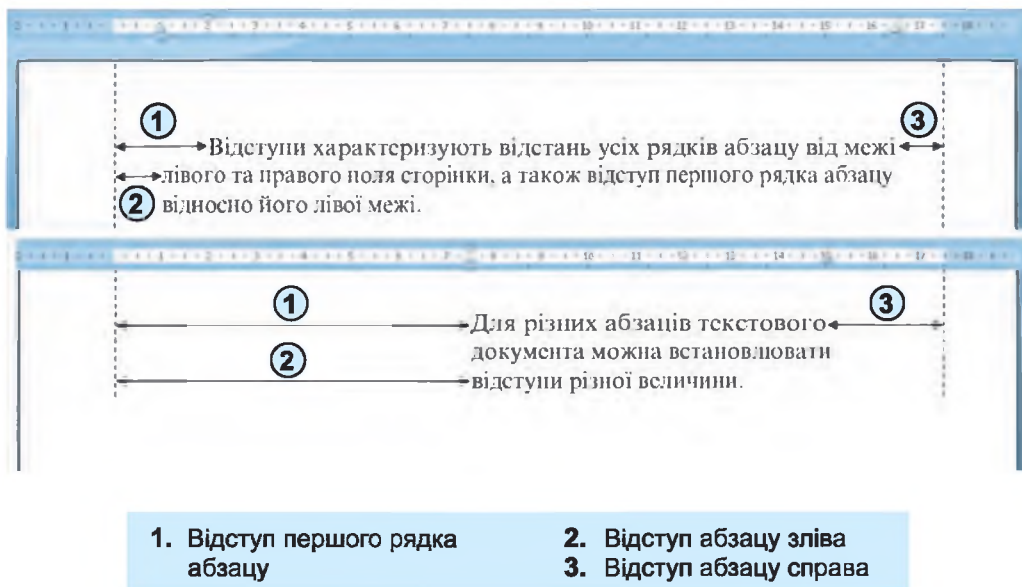 1
3
Відступи характеризують відстань усіх рядків абзацу від межі
лівого та правого поля сторінки, а також відступ першого рядка абзацу
2 відносно його лівої межі.
1
3
Для різних абзаців текстового
2
документа можна встановлювати
відступи різної величини.
1. Відступ першого рядка
абзацу
2. Відступ абзацу зліва
3. Відступ абзацу справа